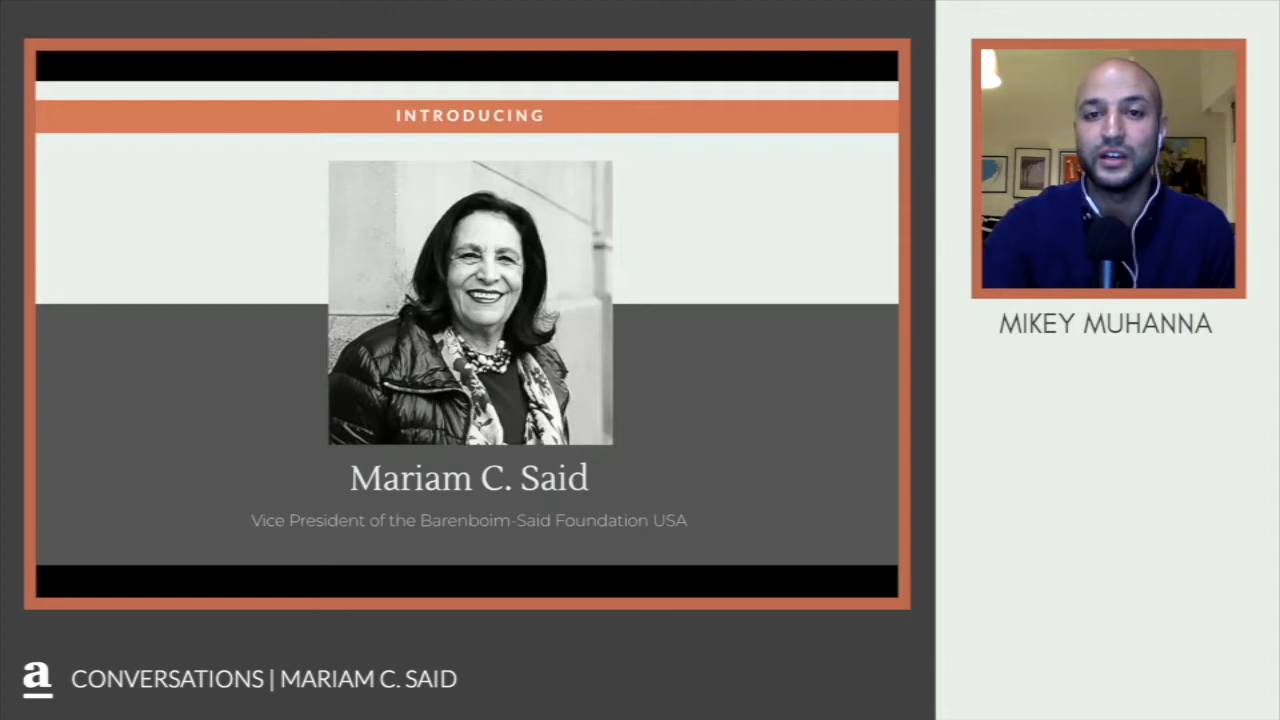 INTRODUCING
Mariam C. Said
Vice President of the Barenboim-Said Foundation USA
MIKEY MUHANNA
a CONVERSATIONS | MARIAM C. SAID